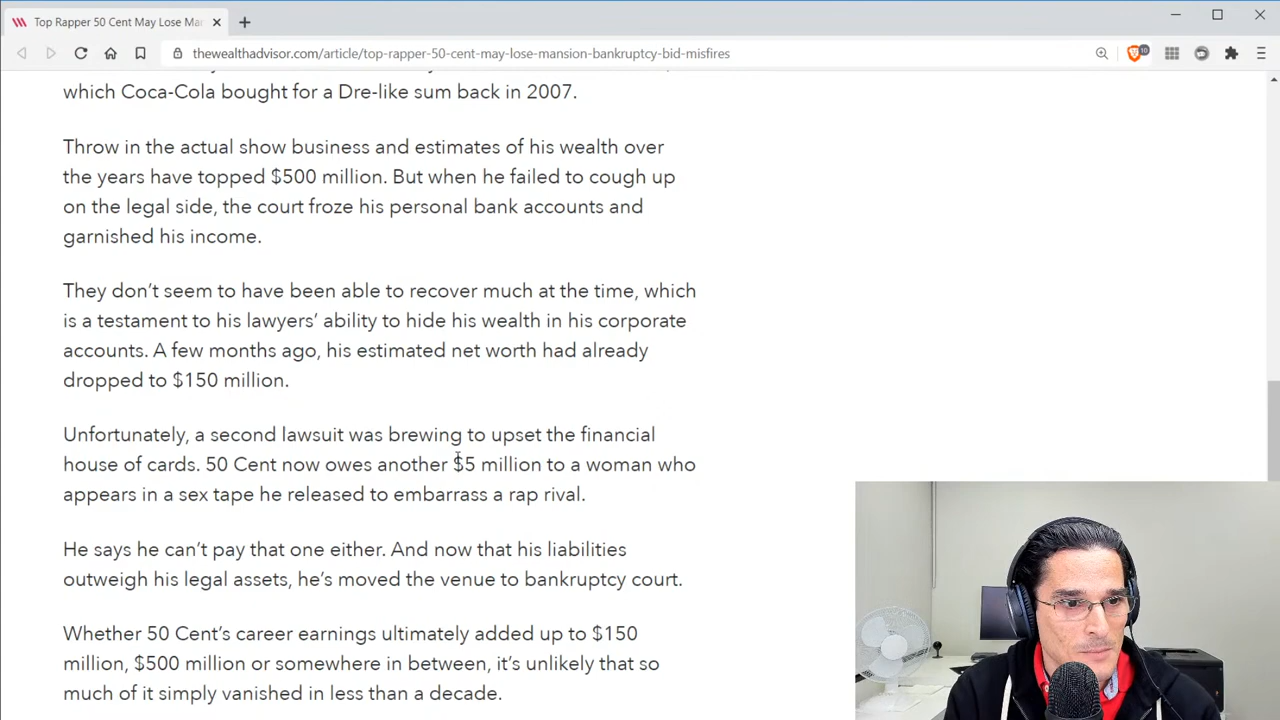 Top Rapper 50 Cent May Lose Man
thewealthadvisor.com/article/top-rapper-50-cent-may-lose-mansion-bankruptcy-bid-misfires
10
which Coca-Cola bought for a Dre-like sum back in 2007.
Throw in the actual show business and estimates of his wealth over
the years have topped $500 million. But when he failed to cough up
on the legal side, the court froze his personal bank accounts and
garnished his income.
They don’t seem to have been able to recover much at the time, which
is a testament to his lawyers’ ability to hide his wealth in his corporate
accounts. A few months ago, his estimated net worth had already
dropped to $150 million.
Unfortunately, a second lawsuit was brewing to upset the financial
house of cards. 50 Cent now owes another $5 million to a woman who
appears in a sex tape he released to embarrass a rap rival.
He says he can’t pay that one either. And now that his liabilities
outweigh his legal assets, he’s moved the venue to bankruptcy court.
Whether 50 Cent’s career earnings ultimately added up to $150
million, $500 million or somewhere in between, it’s unlikely that so
much of it simply vanished in less than a decade.